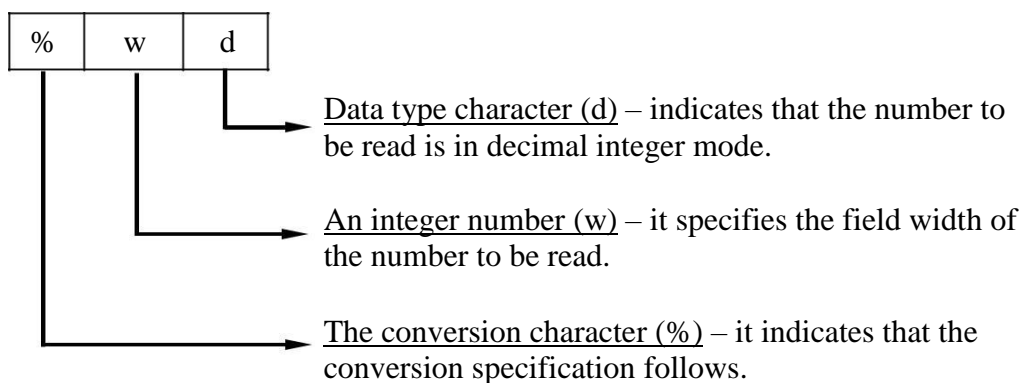 % w d
Data type character (d) – indicates that the number to
be read is in decimal integer mode.
An integer number (w) – it specifies the field width of
the number to be read.
The conversion character (%) – it indicates that the
conversion specification follows.